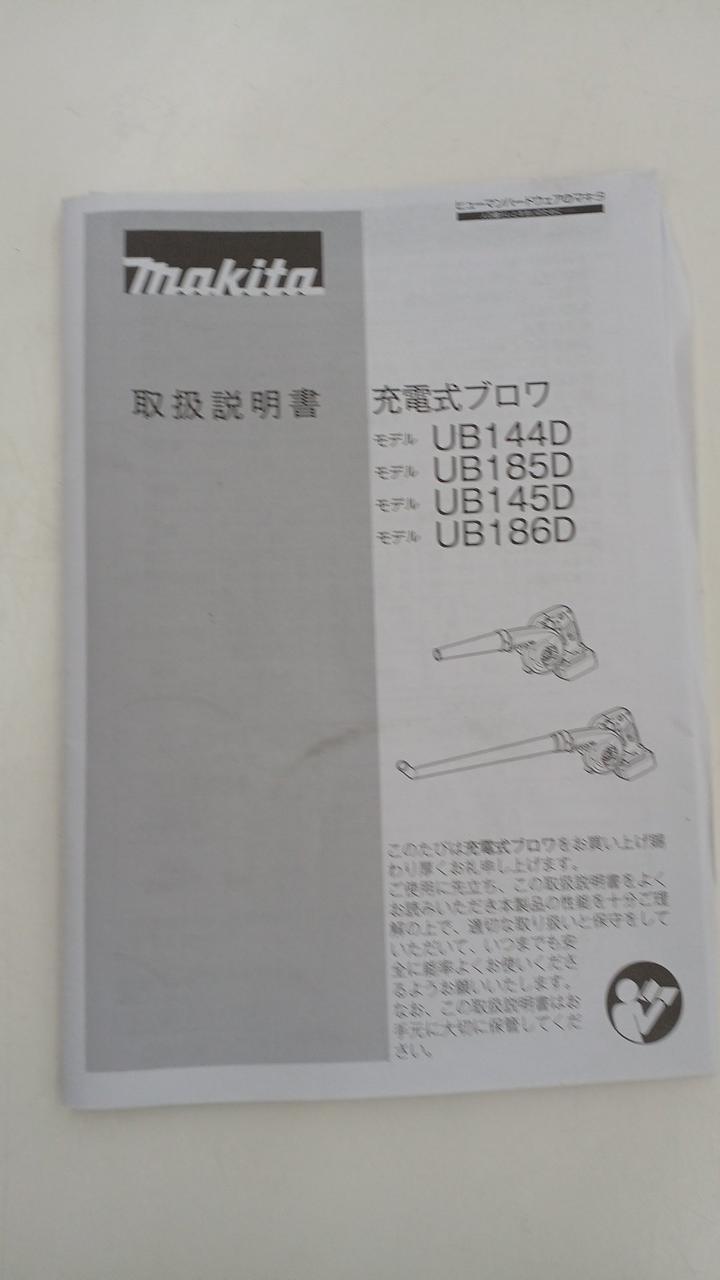 ヒューマンハードウェアのマキタ
makita
取扱説明書
充電式ブロワ
モデル UB144D
モデル UB185D
モデル UB145D
モデル UB186D
このたびは充電式ブロワをお買い上げ賜
わり厚くお礼申し上げます。
ご使用に先立ち、この取扱説明書をよく
お読みいただき本製品の性能を十分ご理
解の上で、適切な取り扱いと保守をして
いただいて、いつまでも安
全に能率よくお使いくださ
るようお願いいたします。
なお、この取扱説明書はお
手元に大切に保管してくだ
さい。